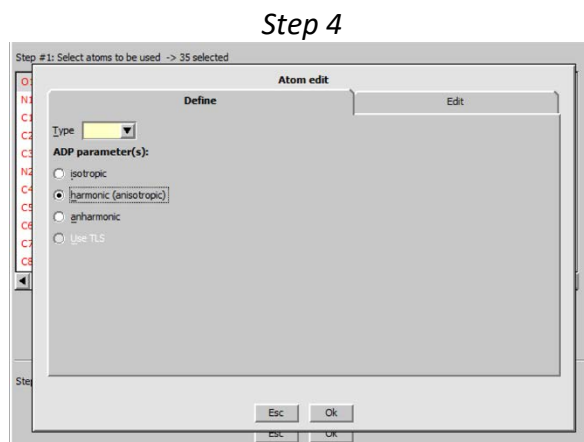 Step 4
Step #1: Select atoms to be used -> 35 selected
Atom edit
Define
Edit
Type
ADP parameter(s):
isotropic
harmonic (anisotropic)
anharmonic
Use TLS
O1
N1
C1
C2
C3
N2
C4
C5
C6
C7
C8
Step
Esc Ok
Esc Ok